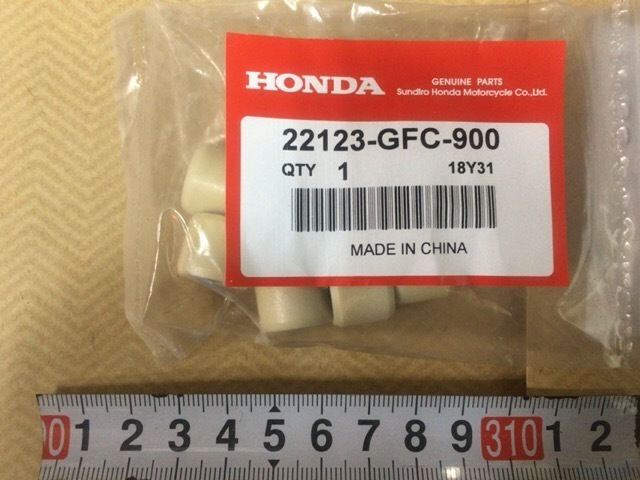 HONDA
GENUINE PARTS
Sundiro Honda Motorcycle Co.,Ltd.
22123-GFC-900
QTY 1 18Y31
MADE IN CHINA
1 2 3 4 5 6 7 8 9 310 1 2